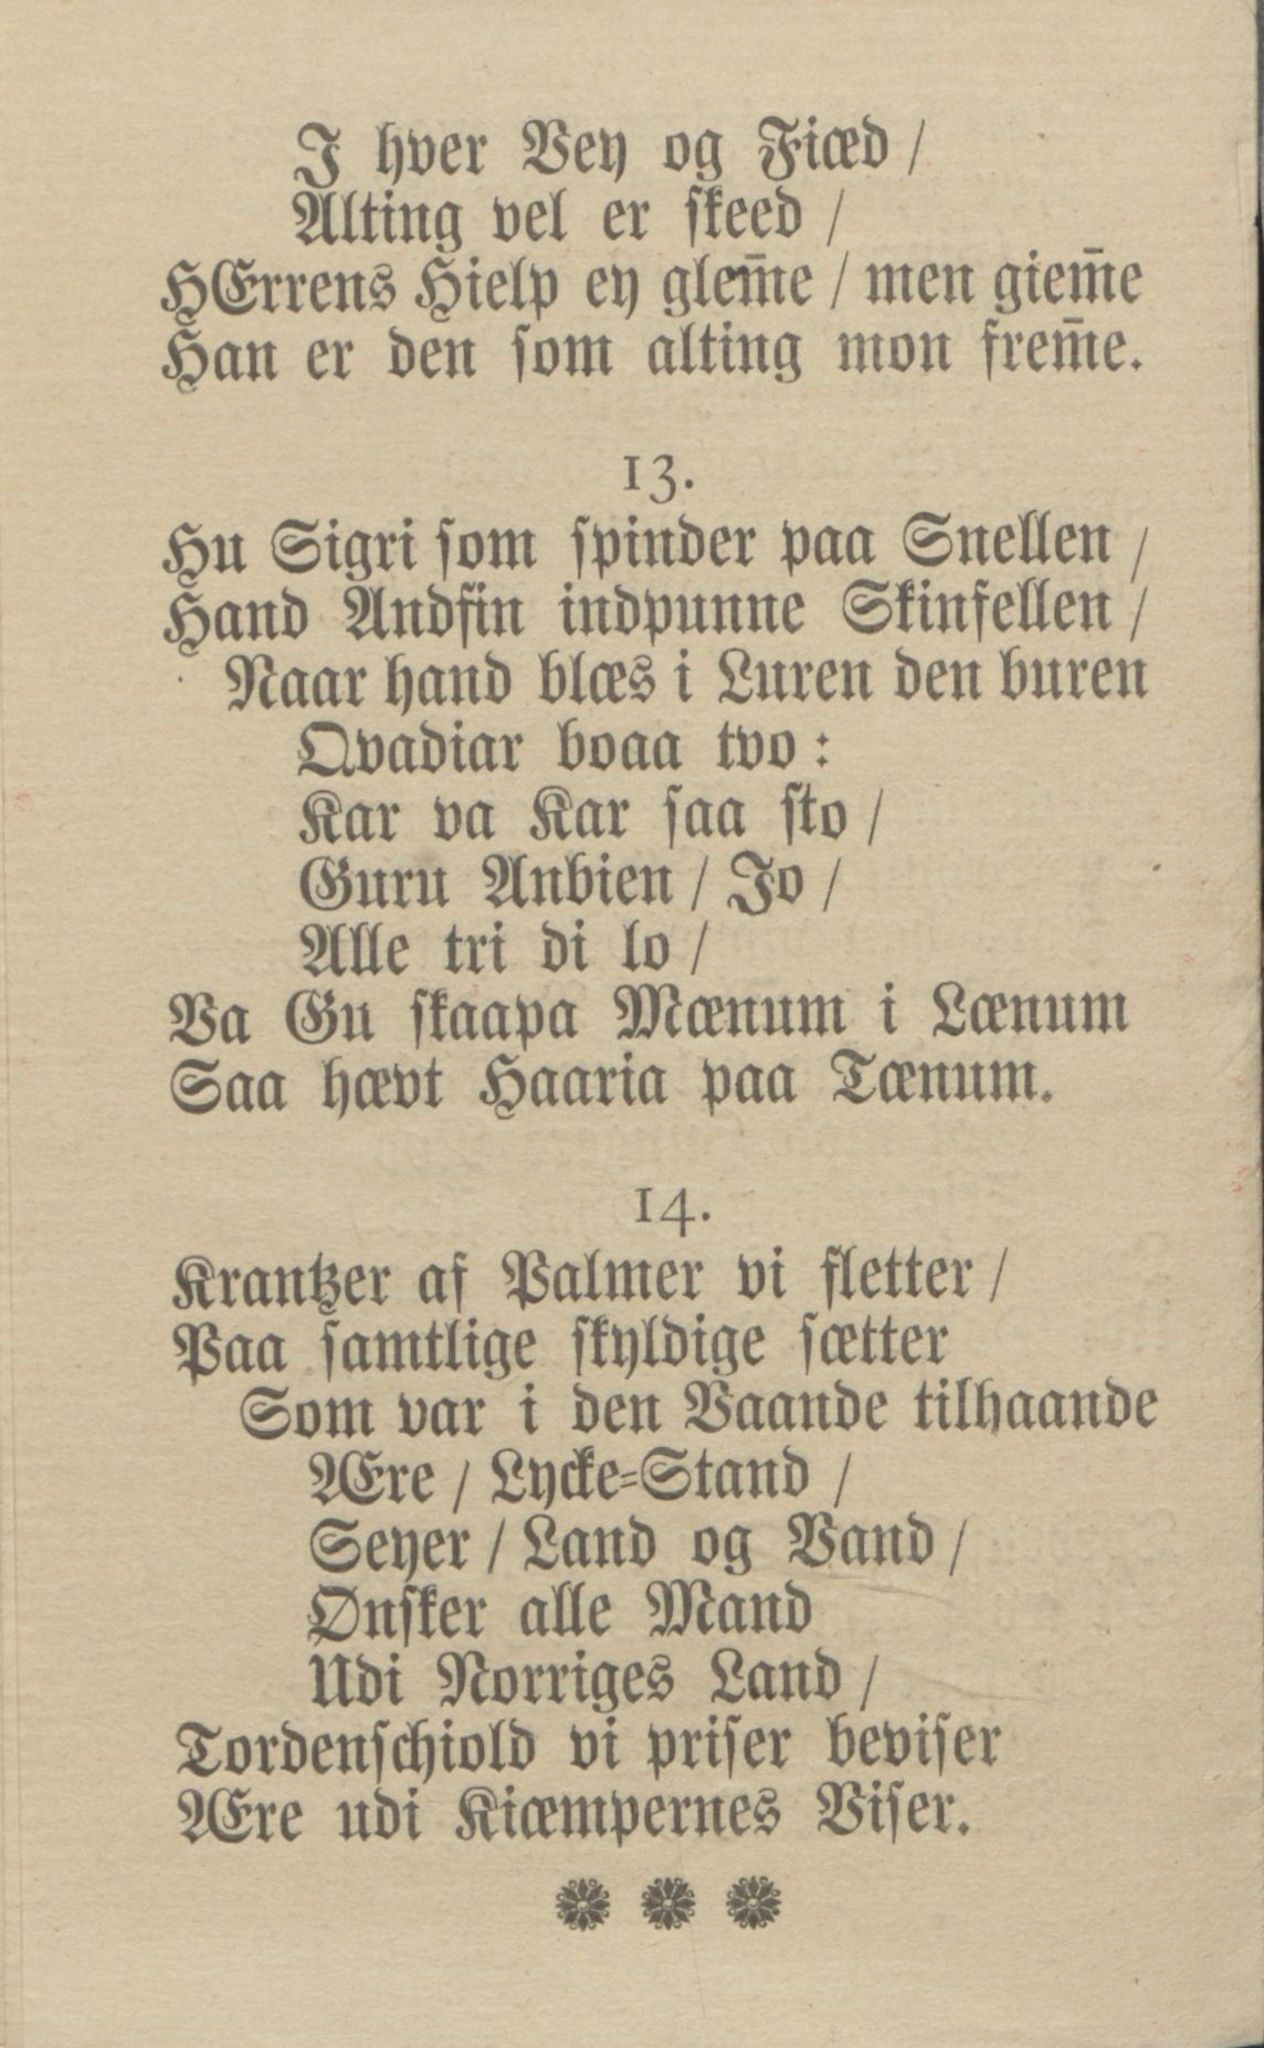 I hver Vey og Fiæd /
Alting vel er skeed /
HErrens Hielp ey glem̅e / men giem̅e
Han er den som alting mon frem̅e.
13.
Hu Sigri som spinder paa Snellen /
Hand Andfin indpunne Skinfellen /
Naar hand blæs i Luren den buren
Qvadiar boaa tvo :
Kar va Kar saa sto /
Guru Anbien / Jo /
Alle tri di lo /
Va Gu skaapa Mænum i Lænum
Saa hævt Haaria paa Tænum.
14.
Krantzer af Palmer vi fletter /
Paa samtlige skyldige sætter
Som var i den Vaande tilhaande
Ære / Lycke-Stand /
Seyer / Land og Vand /
Ønsker alle Mand
Udi Norriges Land /
Tordenschiold vi priser beviser
Ære udi Kiæmpernes Viser.